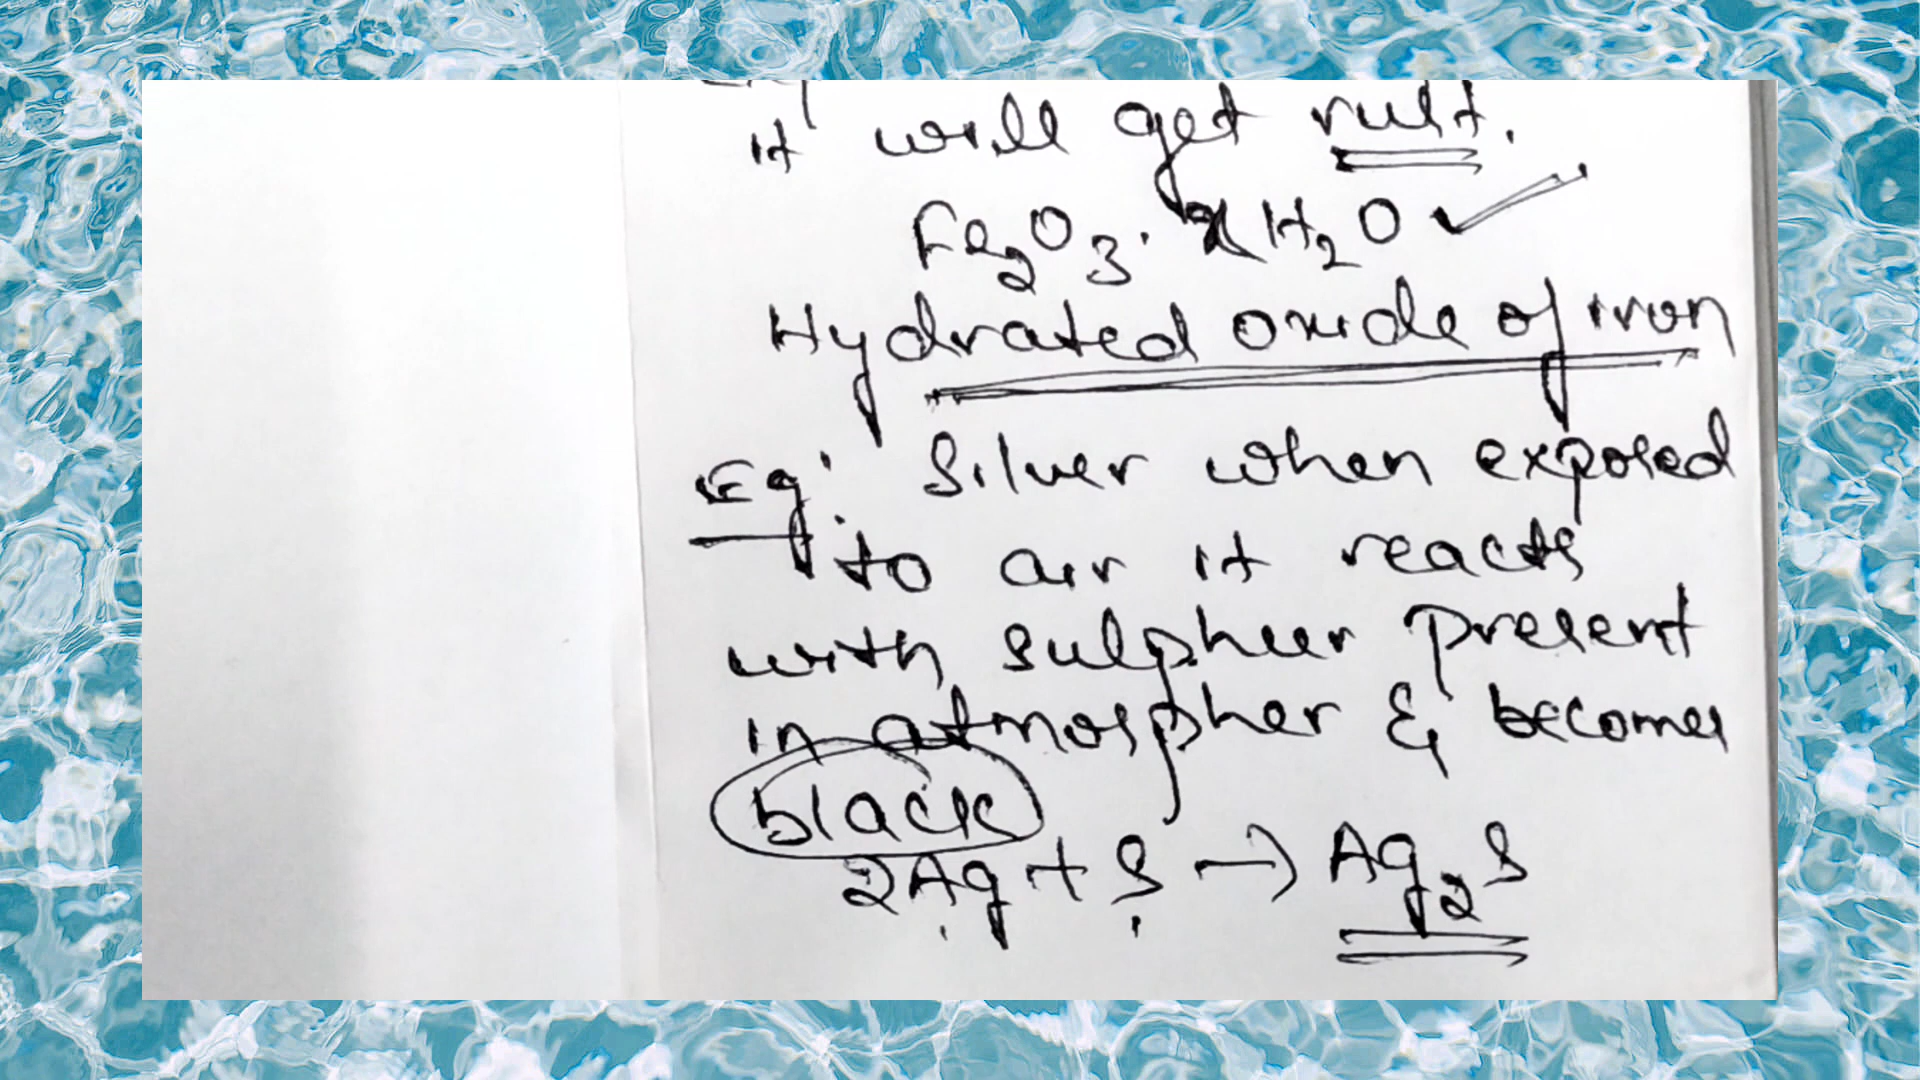 it will get rust.
Fe₂O₃. xH₂O ✓
Hydrated oxide of iron
Eg: Silver when exposed
to air it reacts
with sulpheur present
in atmospher & becomes
black
2Ag + S → Ag₂S